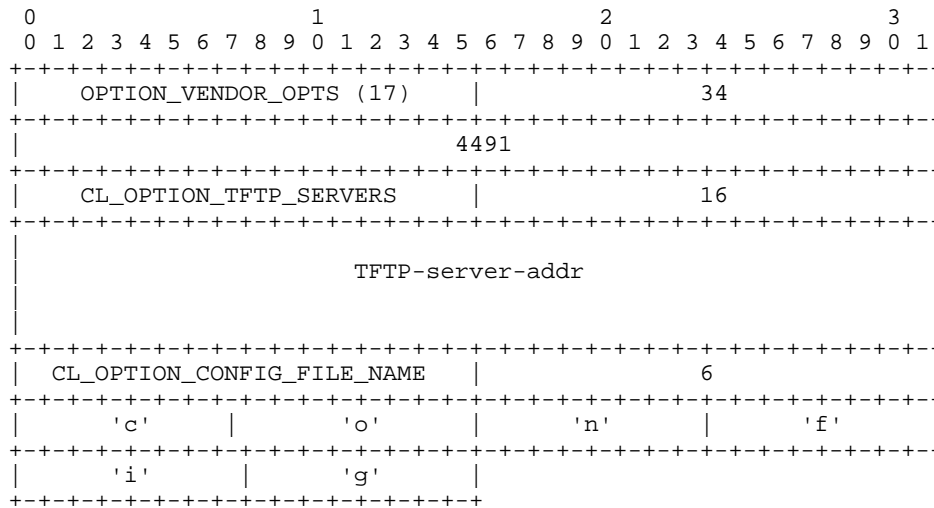 0                   1                   2                   3
0 1 2 3 4 5 6 7 8 9 0 1 2 3 4 5 6 7 8 9 0 1 2 3 4 5 6 7 8 9 0 1
+-+-+-+-+-+-+-+-+-+-+-+-+-+-+-+-+-+-+-+-+-+-+-+-+-+-+-+-+-+-+-+-
|    OPTION_VENDOR_OPTS (17)    |               34
+-+-+-+-+-+-+-+-+-+-+-+-+-+-+-+-+-+-+-+-+-+-+-+-+-+-+-+-+-+-+-+-
|                              4491
+-+-+-+-+-+-+-+-+-+-+-+-+-+-+-+-+-+-+-+-+-+-+-+-+-+-+-+-+-+-+-+-
|    CL_OPTION_TFTP_SERVERS     |               16
+-+-+-+-+-+-+-+-+-+-+-+-+-+-+-+-+-+-+-+-+-+-+-+-+-+-+-+-+-+-+-+-
|
|                       TFTP-server-addr
|
|
+-+-+-+-+-+-+-+-+-+-+-+-+-+-+-+-+-+-+-+-+-+-+-+-+-+-+-+-+-+-+-+-
|  CL_OPTION_CONFIG_FILE_NAME   |               6
+-+-+-+-+-+-+-+-+-+-+-+-+-+-+-+-+-+-+-+-+-+-+-+-+-+-+-+-+-+-+-+-
|      'c'     |       'o'      |      'n'      |      'f'
+-+-+-+-+-+-+-+-+-+-+-+-+-+-+-+-+-+-+-+-+-+-+-+-+-+-+-+-+-+-+-+-
|      'i'      |      'g'      |
+-+-+-+-+-+-+-+-+-+-+-+-+-+-+-+-+